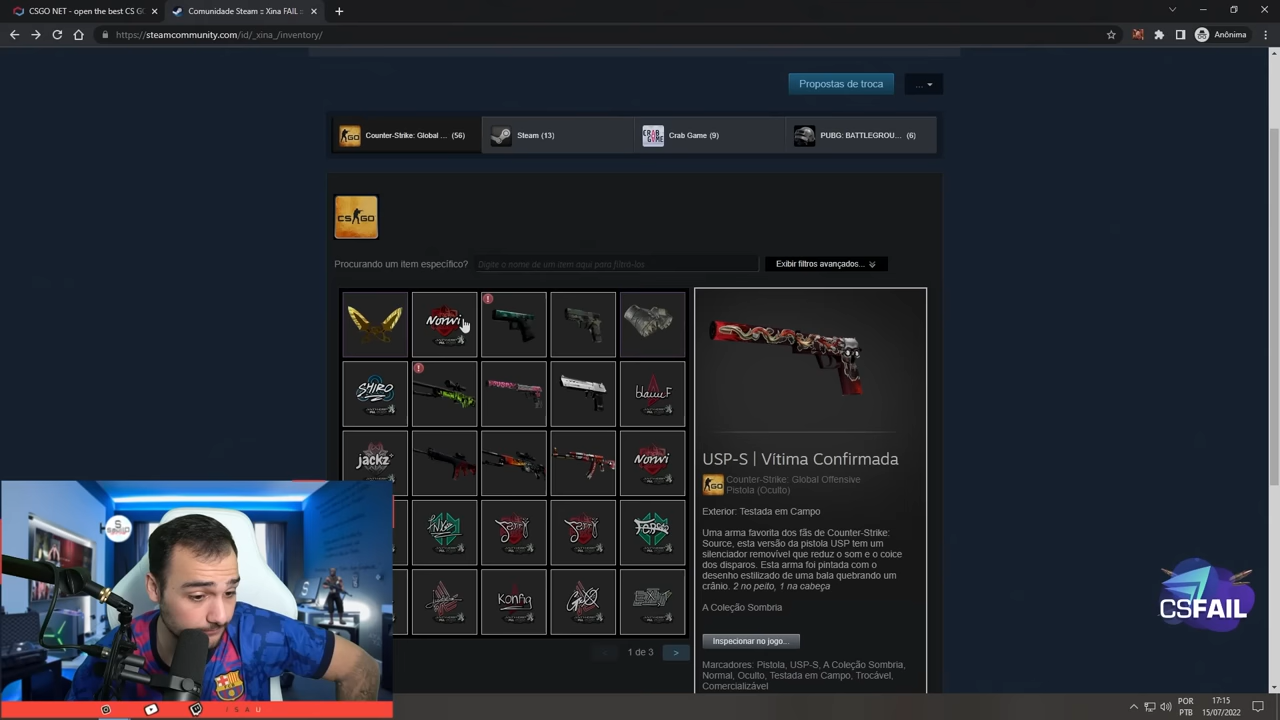 CSGO NET - open the best CS G
Comunidade Steam :: Xina FAIL ::
https://steamcommunity.com/id/_xina_/inventory/
Anônima
Propostas de troca
...
Counter-Strike: Global ... (56)
Steam (13)
Crab Game (9)
PUBG: BATTLEGROU... (6)
CS GO
Procurando um item específico?
Digite o nome de um item aqui para filtrá-los
Exibir filtros avançados...
Norwi
SH1RO
blameF
jackz
Norwi
USP-S | Vítima Confirmada
Counter-Strike: Global Offensive
Pistola (Oculto)
Exterior: Testada em Campo
Uma arma favorita dos fãs de Counter-Strike:
Source, esta versão da pistola USP tem um
silenciador removível que reduz o som e o coice
dos disparos. Esta arma foi pintada com o
desenho estilizado de uma bala quebrando um
crânio. 2 no peito, 1 na cabeça
A Coleção Sombria
Inspecionar no jogo...
Marcadores: Pistola, USP-S, A Coleção Sombria,
Normal, Oculto, Testada em Campo, Trocável,
Comercializável
konfig
< 1 de 3 >
CSFAIL
I S A U
POR
PTB
17:15
15/07/2022